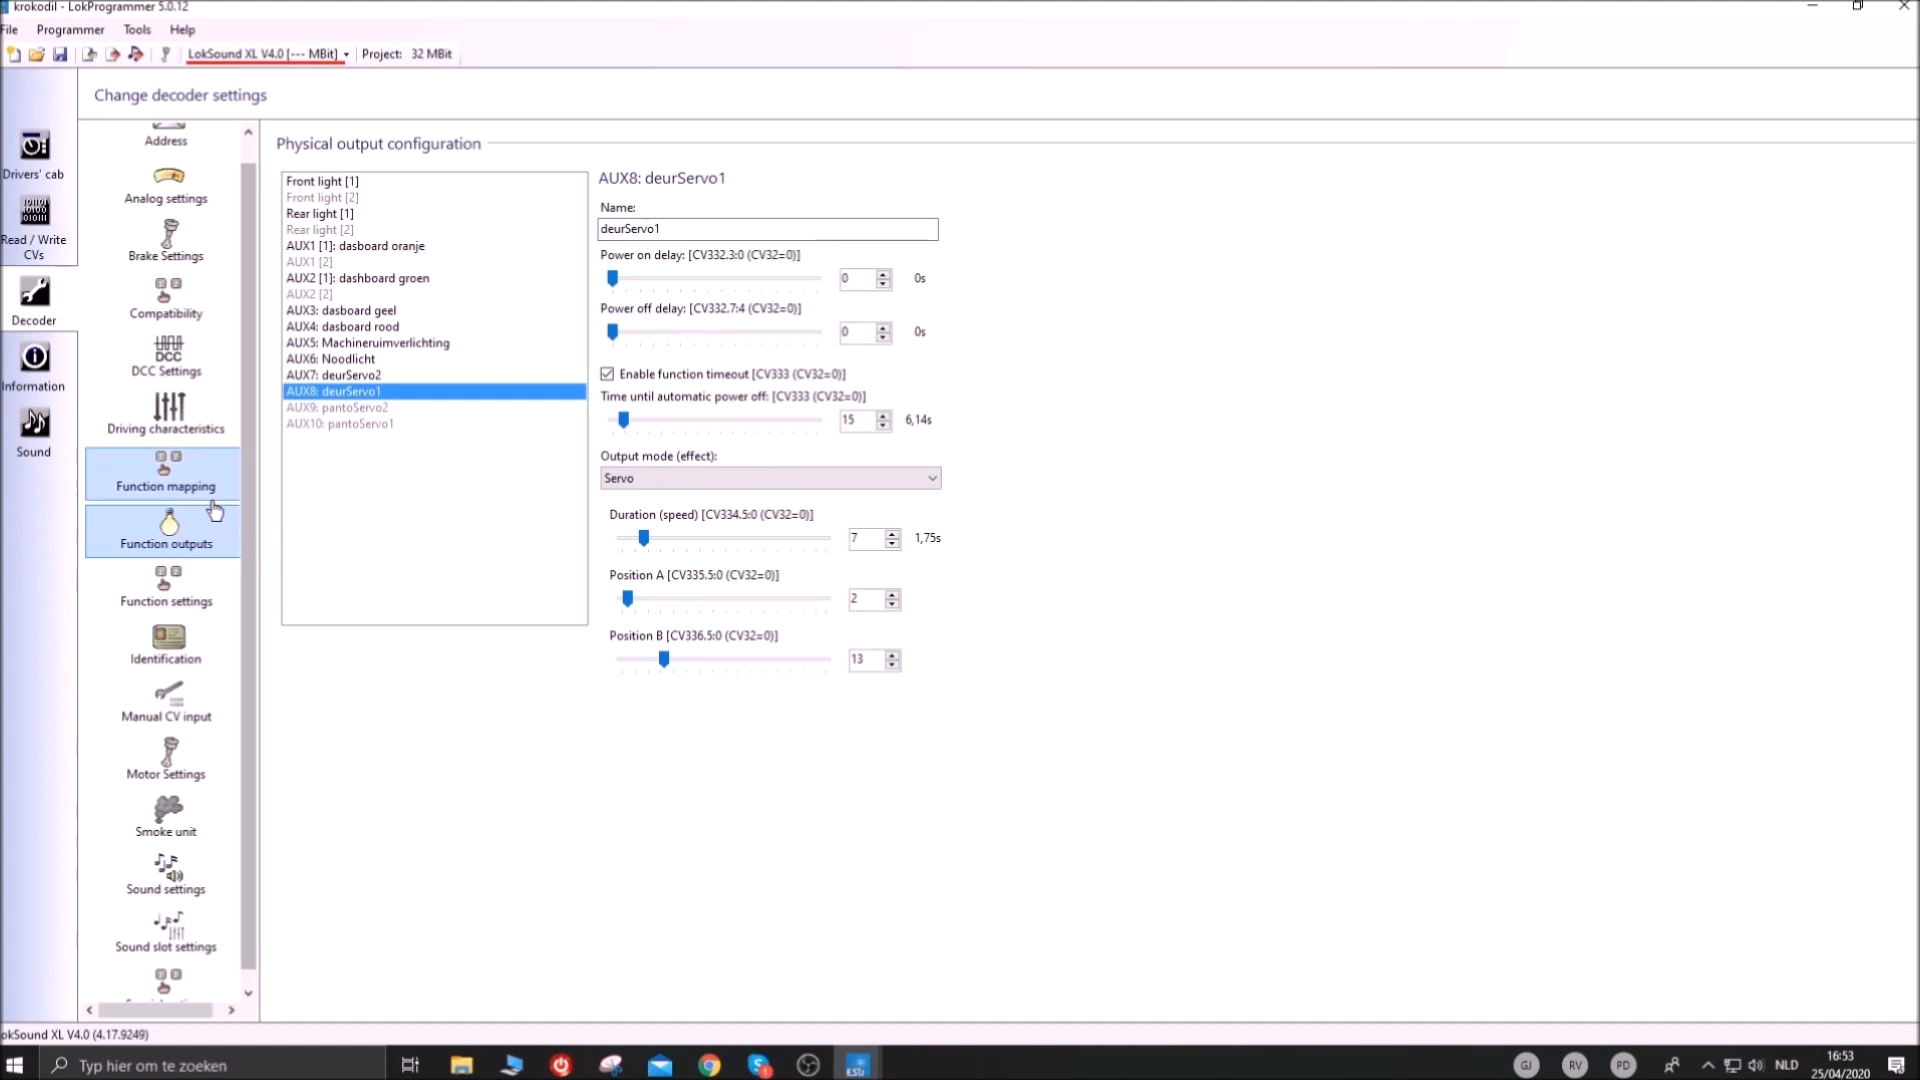 krokodil - LokProgrammer 5.0.12
File Programmer Tools Help
LokSound XL V4.0 [--- MBit] Project: 32 MBit
Change decoder settings
Drivers' cab
Read / Write
CVs
Decoder
Information
Sound
Address
Analog settings
Brake Settings
Compatibility
DCC
DCC Settings
Driving characteristics
Function mapping
Function outputs
Function settings
Identification
Manual CV input
Motor Settings
Smoke unit
Sound settings
Sound slot settings
Physical output configuration
Front light [1]
Front light [2]
Rear light [1]
Rear light [2]
AUX1 [1]: dasboard oranje
AUX1 [2]
AUX2 [1]: dashboard groen
AUX2 [2]
AUX3: dasboard geel
AUX4: dasboard rood
AUX5: Machineruimverlichting
AUX6: Noodlicht
AUX7: deurServo2
AUX8: deurServo1
AUX9: pantoServo2
AUX10: pantoServo1
AUX8: deurServo1
Name:
deurServo1
Power on delay: [CV332.3:0 (CV32=0)]
0 0s
Power off delay: [CV332.7:4 (CV32=0)]
0 0s
Enable function timeout [CV333 (CV32=0)]
Time until automatic power off: [CV333 (CV32=0)]
15 6,14s
Output mode (effect):
Servo
Duration (speed) [CV334.5:0 (CV32=0)]
7 1,75s
Position A [CV335.5:0 (CV32=0)]
2
Position B [CV336.5:0 (CV32=0)]
13
okSound XL V4.0 (4.17.9249)
Typ hier om te zoeken
ESU
GJ RV PD NLD
16:53
25/04/2020